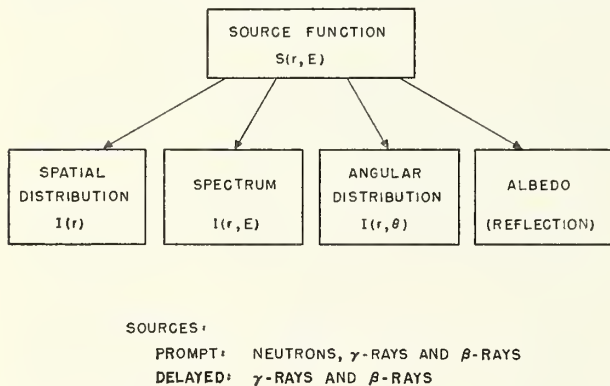 SOURCE FUNCTION
S(r,E)
SPATIAL
DISTRIBUTION
I(r)
SPECTRUM
I(r,E)
ANGULAR
DISTRIBUTION
I(r,θ)
ALBEDO
(REFLECTION)
SOURCES:
PROMPT: NEUTRONS, γ-RAYS AND β-RAYS
DELAYED: γ-RAYS AND β-RAYS